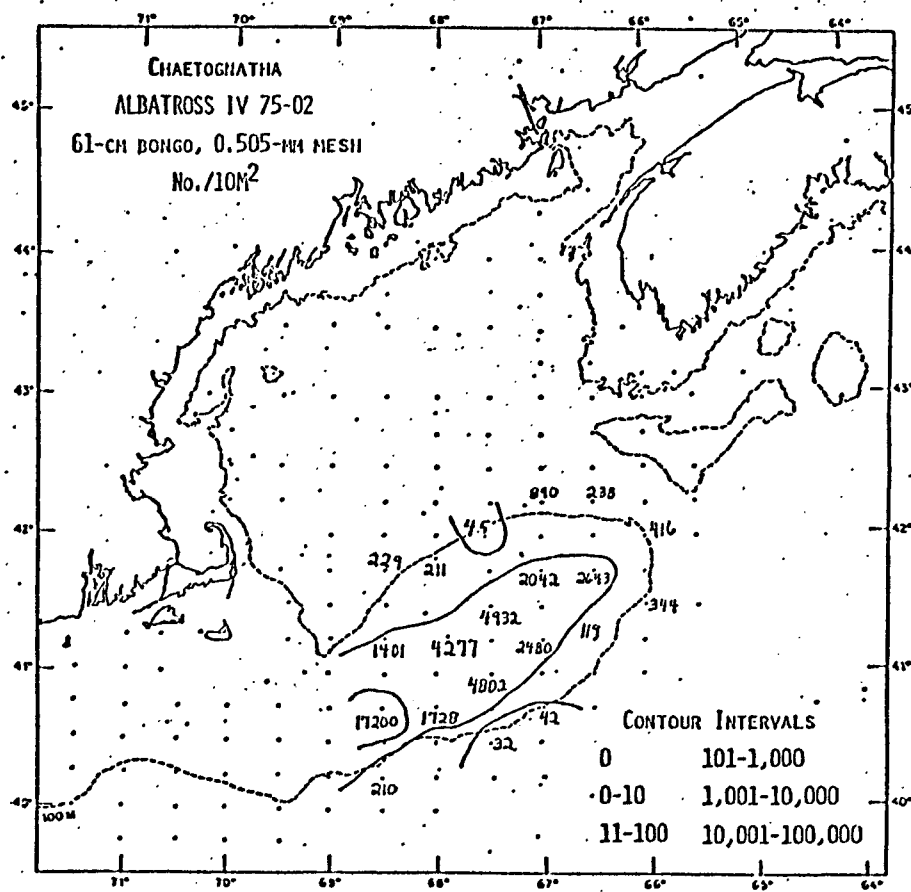 71° 70° 69° 68° 67° 66° 65° 64°
CHAETOGNATHA
ALBATROSS IV 75-02
61-CM BONGO, 0.505-MM MESH
No./10M²
45° 45
44° 44°
43° 43°
890 238
42° 4.5 416 42°
229 211 2042 2643
4932 119 344
41° 1401 4277 2480 41°
4802
17200 1728 32 42
210
CONTOUR INTERVALS
0 101-1,000
0-10 1,001-10,000
11-100 10,001-100,000
40°
100 M
71° 70° 69° 68° 67° 66° 65° 64°